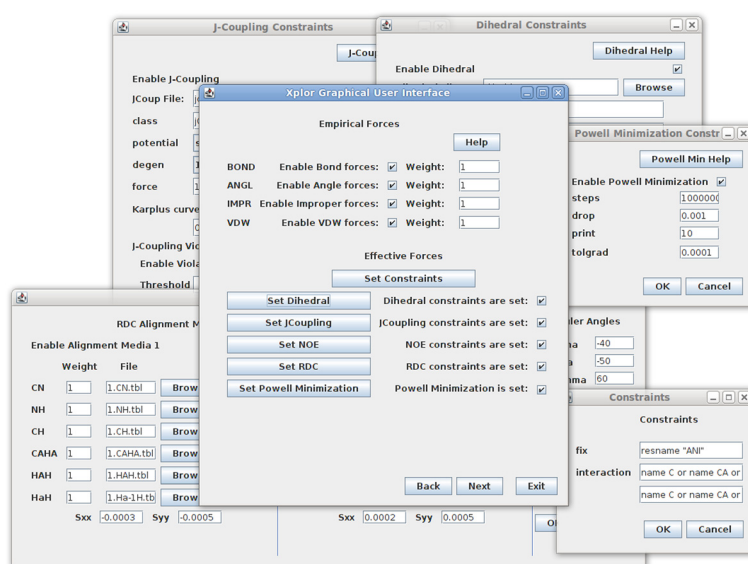 J-Coupling Constraints
Enable J-Coupling
JCoup File:
class
potential
degen
force
Karplus curve
Enable Viola
Threshold
Dihedral Constraints
Dihedral Help
Enable Dihedral
Browse
Powell Minimization Constr
Powell Min Help
Enable Powell Minimization
steps 1000000
drop 0.001
print 10
tolgrad 0.0001
OK Cancel
Xplor Graphical User Interface
Empirical Forces
Help
BOND Enable Bond forces: Weight: 1
ANGL Enable Angle forces: Weight: 1
IMPR Enable Improper forces: Weight: 1
VDW Enable VDW forces: Weight: 1
Effective Forces
Set Constraints
Set Dihedral Dihedral constraints are set:
Set JCoupling JCoupling constraints are set:
Set NOE NOE constraints are set:
Set RDC RDC constraints are set:
Set Powell Minimization Powell Minimization is set:
Back Next Exit
RDC Alignment M
Enable Alignment Media 1
Weight File
CN 1 1.CN.tbl Brow
NH 1 1.NH.tbl Brow
CH 1 1.CH.tbl Brow
CAHA 1 1.CAHA.tbl Brow
HAH 1 1.HAH.tbl Brow
HaH 1 1.Ha-1H.tb Brow
Sxx -0.0003 Syy -0.0005
Sxx 0.0002 Syy 0.0005
ler Angles
-40
-50
60
Constraints
Constraints
fix resname "ANI"
interaction name C or name CA or
name C or name CA or
OK Cancel